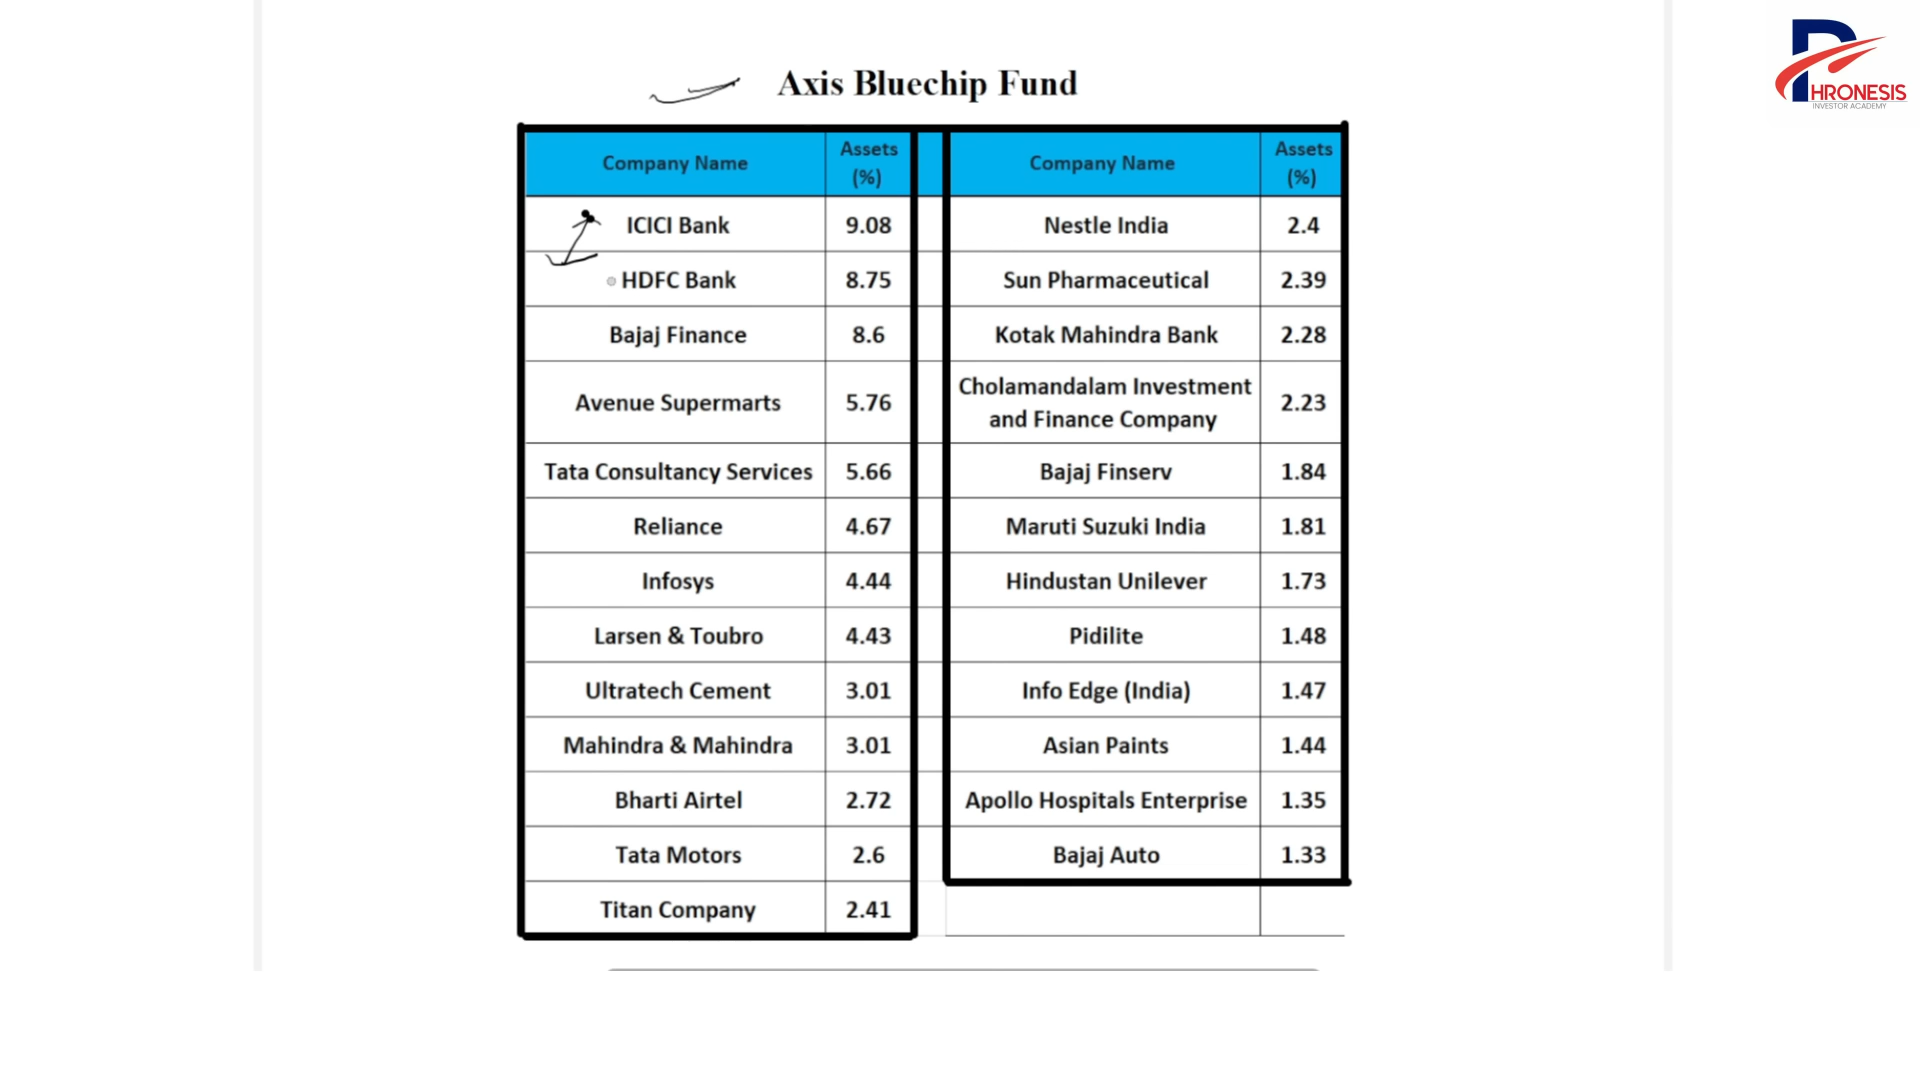 PHRONESIS
INVESTOR ACADEMY
Axis Bluechip Fund
Company Name Assets (%) Company Name Assets (%)
ICICI Bank 9.08 Nestle India 2.4
HDFC Bank 8.75 Sun Pharmaceutical 2.39
Bajaj Finance 8.6 Kotak Mahindra Bank 2.28
Avenue Supermarts 5.76 Cholamandalam Investment and Finance Company 2.23
Tata Consultancy Services 5.66 Bajaj Finserv 1.84
Reliance 4.67 Maruti Suzuki India 1.81
Infosys 4.44 Hindustan Unilever 1.73
Larsen & Toubro 4.43 Pidilite 1.48
Ultratech Cement 3.01 Info Edge (India) 1.47
Mahindra & Mahindra 3.01 Asian Paints 1.44
Bharti Airtel 2.72 Apollo Hospitals Enterprise 1.35
Tata Motors 2.6 Bajaj Auto 1.33
Titan Company 2.41